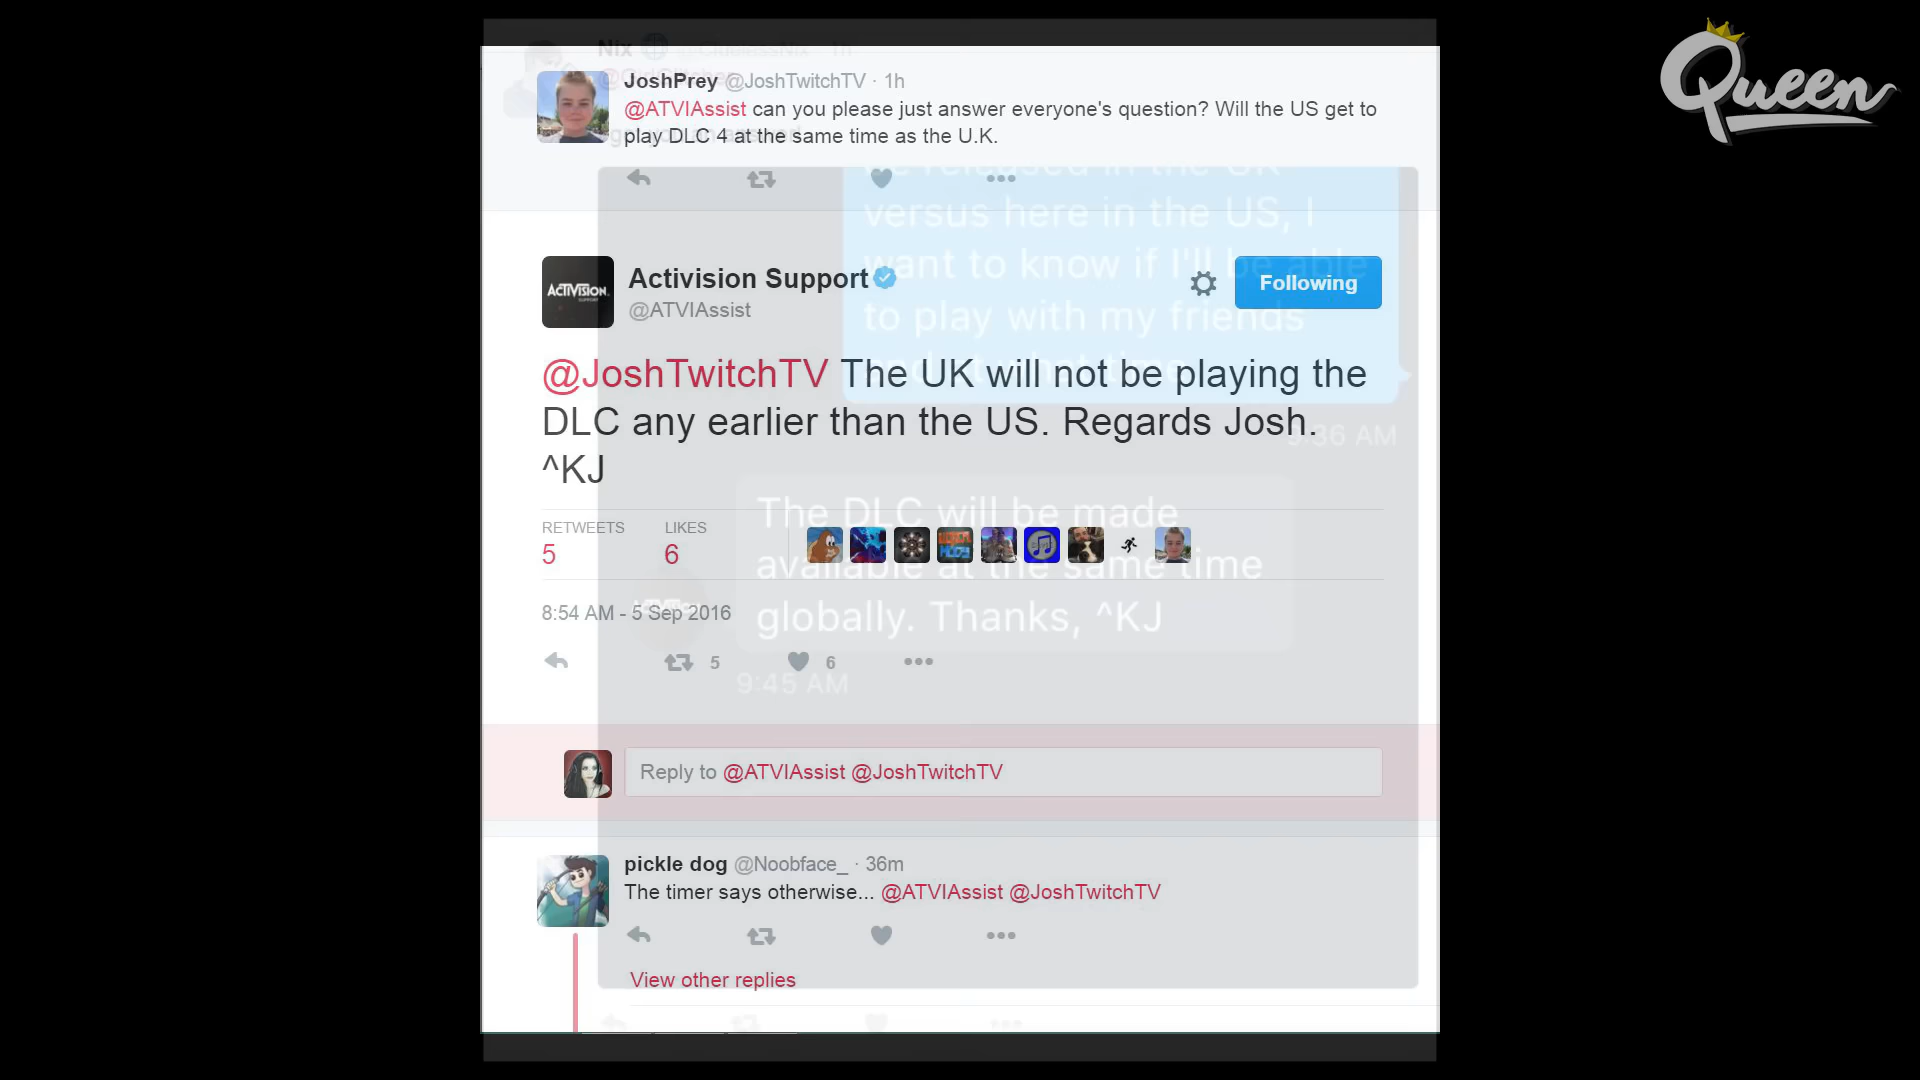 Queen
Nix
JoshPrey @JoshTwitchTV · 1h
@ATVIAssist can you please just answer everyone's question? Will the US get to
play DLC 4 at the same time as the U.K.
versus here in the US, I
want to know if I'll be able
to play with my friends
9:36 AM
Activision Support
@ATVIAssist
ACTIVISION
Following
@JoshTwitchTV The UK will not be playing the
DLC any earlier than the US. Regards Josh.
^KJ
The DLC will be made
available at the same time
globally. Thanks, ^KJ
9:45 AM
RETWEETS LIKES
5 6
8:54 AM - 5 Sep 2016
5 6
Reply to @ATVIAssist @JoshTwitchTV
pickle dog @Noobface_ · 36m
The timer says otherwise... @ATVIAssist @JoshTwitchTV
View other replies